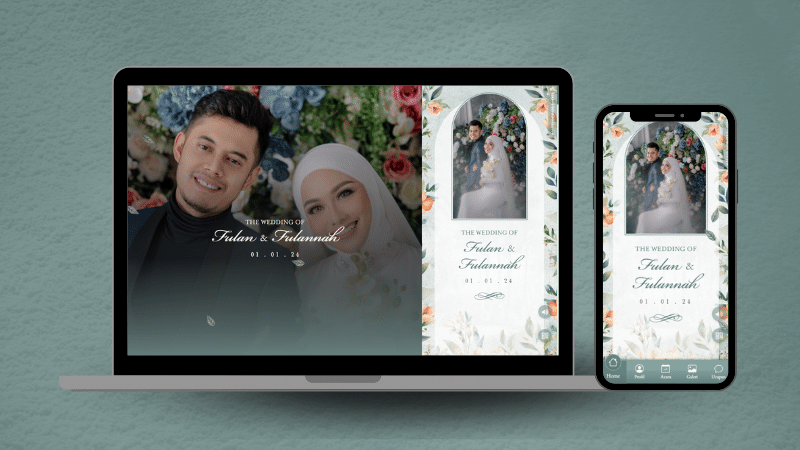 THE WEDDING OF
Fulan & Fulannah
01 . 01 . 24
THE WEDDING OF
Fulan &
Fulannah
01 . 01 . 24
THE WEDDING OF
Fulan &
Fulannah
01 . 01 . 24
Home
Profil
Acara
Galeri
Ucapan